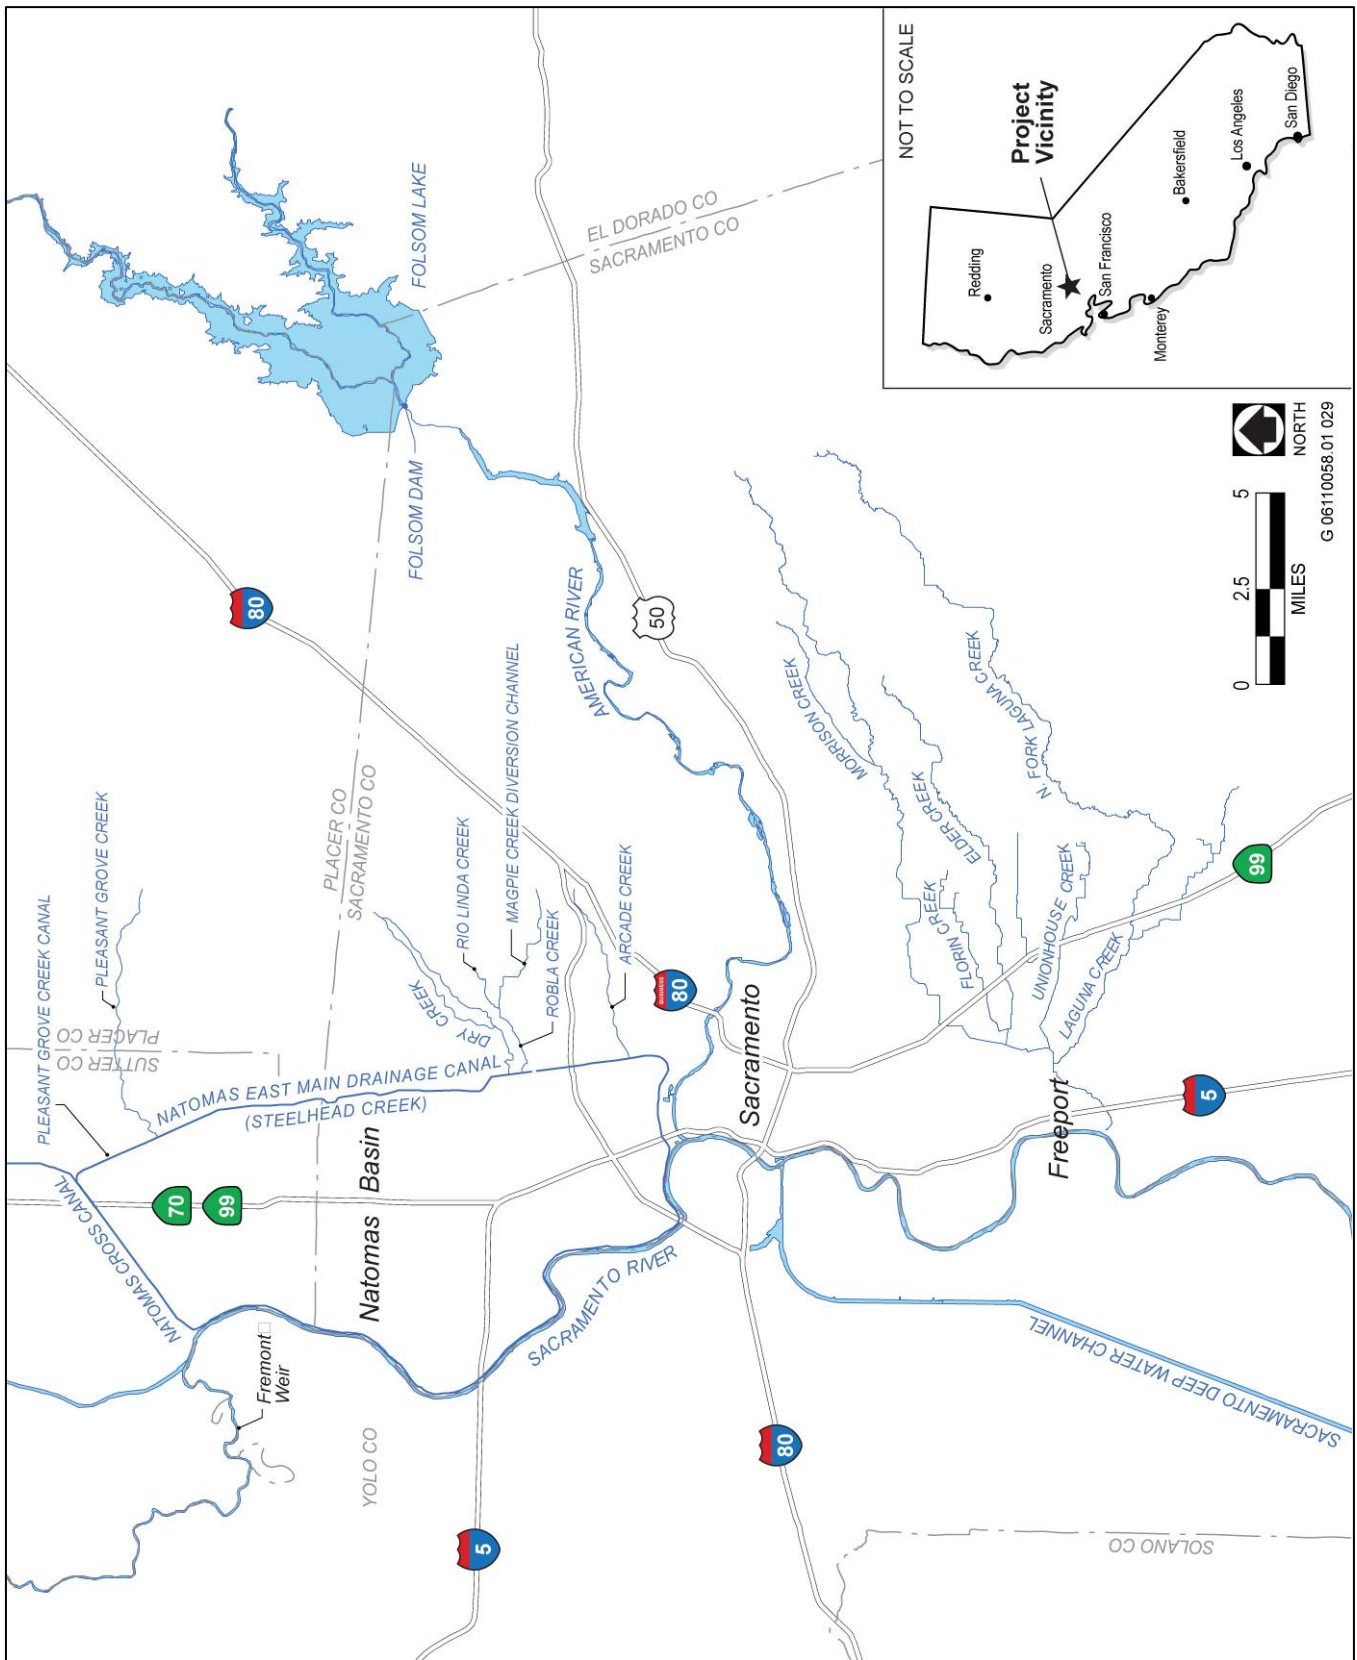 PLEASANT GROVE CREEK CANAL
PLEASANT GROVE CREEK
SUTTER CO
PLACER CO
NATOMAS CROSS CANAL
70
99
NATOMAS EAST MAIN DRAINAGE CANAL
(STEELHEAD CREEK)
Fremont
Weir
YOLO CO
Natomas Basin
PLACER CO
SACRAMENTO CO
80
DRY CREEK
RIO LINDA CREEK
MAGPIE CREEK DIVERSION CHANNEL
ROBLA CREEK
ARCADE CREEK
FOLSOM DAM
FOLSOM LAKE
EL DORADO CO
SACRAMENTO CO
5
SACRAMENTO RIVER
AMERICAN RIVER
50
BUSINESS
80
Sacramento
80
MORRISON CREEK
FLORIN CREEK
ELDER CREEK
N. FORK LAGUNA CREEK
UNIONHOUSE CREEK
LAGUNA CREEK
Freeport
SACRAMENTO DEEP WATER CHANNEL
5
99
SOLANO CO
NOT TO SCALE
Project
Vicinity
Redding
Sacramento
San Francisco
Monterey
Bakersfield
Los Angeles
San Diego
0 2.5 5
MILES
NORTH
G 06110058.01 029